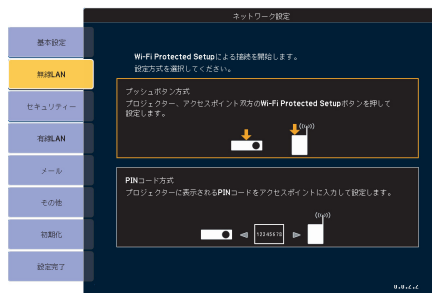 ネットワーク設定
基本設定
無線LAN
セキュリティー
有線LAN
メール
その他
初期化
設定完了
Wi-Fi Protected Setupによる接続を開始します。
設定方式を選択してください。
プッシュボタン方式
プロジェクター、アクセスポイント双方のWi-Fi Protected Setupボタンを押して
設定します。
PINコード方式
プロジェクターに表示されるPINコードをアクセスポイントに入力して設定します。
12345678